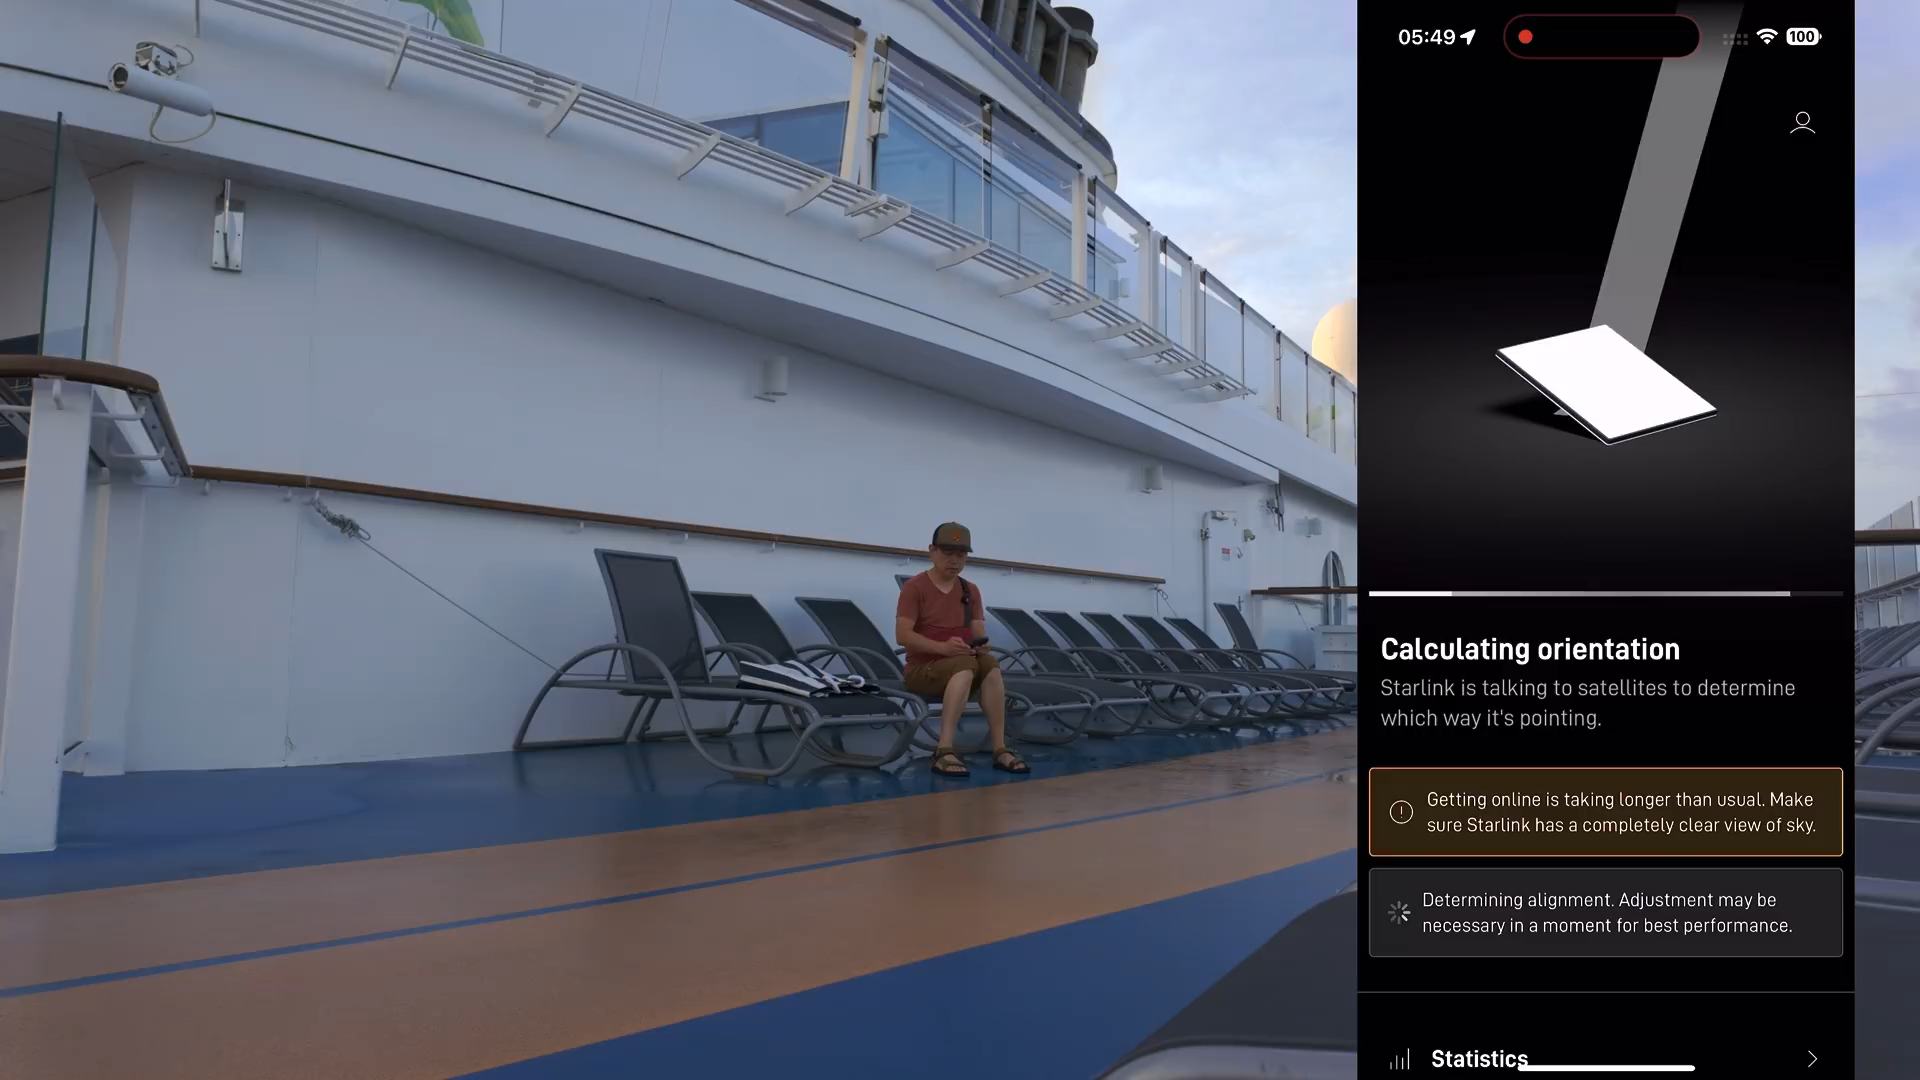 05:49
100
Calculating orientation
Starlink is talking to satellites to determine
which way it's pointing.
Getting online is taking longer than usual. Make
sure Starlink has a completely clear view of sky.
Determining alignment. Adjustment may be
necessary in a moment for best performance.
Statistics